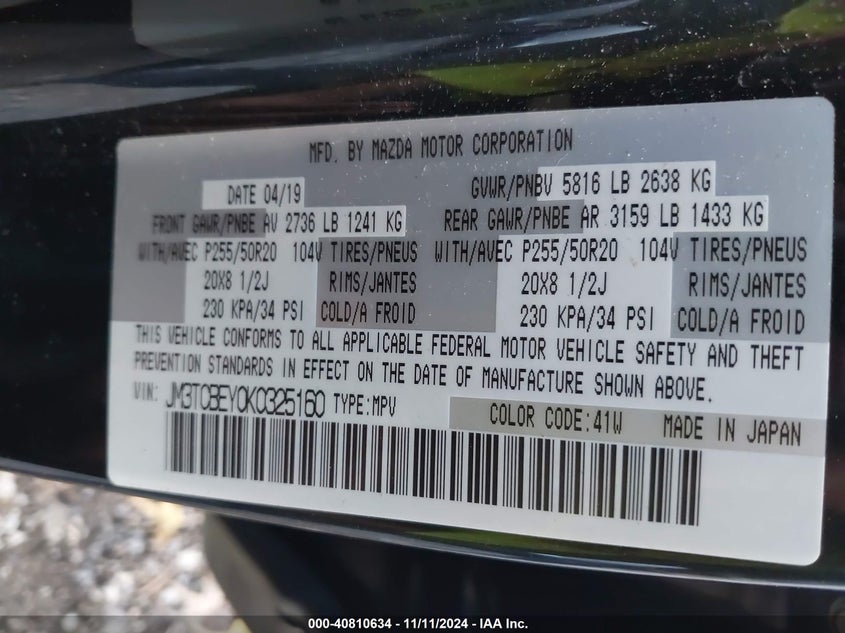 MFD. BY MAZDA MOTOR CORPORATION
DATE 04/19 GVWR/PNBV 5816 LB 2638 KG
FRONT GAWR/PNBE AV 2736 LB 1241 KG REAR GAWR/PNBE AR 3159 LB 1433 KG
WITH/AVEC P255/50R20 104V TIRES/PNEUS WITH/AVEC P255/50R20 104V TIRES/PNEUS
20X8 1/2J RIMS/JANTES 20X8 1/2J RIMS/JANTES
230 KPA/34 PSI COLD/A FROID 230 KPA/34 PSI COLD/A FROID
THIS VEHICLE CONFORMS TO ALL APPLICABLE FEDERAL MOTOR VEHICLE SAFETY AND THEFT
PREVENTION STANDARDS IN EFFECT ON THE DATE OF MANUFACTURE SHOWN ABOVE.
VIN: JM3TCBEY0K0325160 TYPE:MPV COLOR CODE:41W MADE IN JAPAN
000-40810634 - 11/11/2024 - IAA Inc.